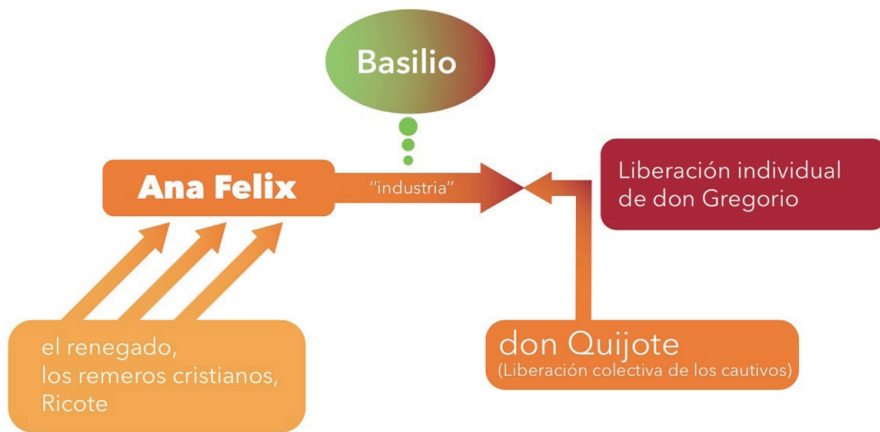 Basilio
Ana Felix
"industria"
Liberación individual
de don Gregorio
el renegado,
los remeros cristianos,
Ricote
don Quijote
(Liberación colectiva de los cautivos)